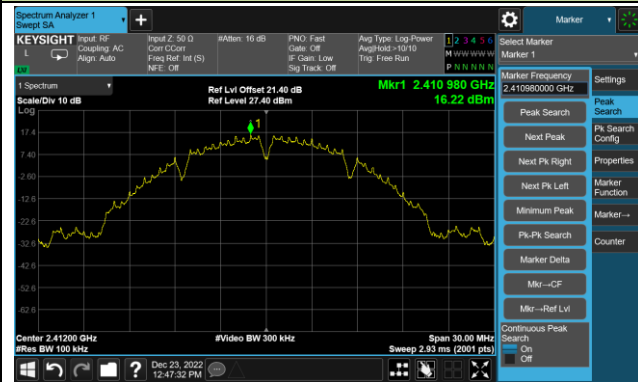 Spectrum Analyzer 1
Swept SA
Marker
KEYSIGHT
Input: RF
Coupling: AC
Align: Auto
Input Z: 50 Ω
Corr CCorr
Freq Ref: Int (S)
NFE: Off
#Atten: 16 dB
PNO: Fast
Gate: Off
IF Gain: Low
Sig Track: Off
Avg Type: Log-Power
Avg|Hold:>10/10
Trig: Free Run
1 2 3 4 5 6
M W W W W W
P N N N N N
L
Select Marker
Marker 1
1 Spectrum
Scale/Div 10 dB
Log
Ref Lvl Offset 21.40 dB
Ref Level 27.40 dBm
Mkr1 2.410 980 GHz
16.22 dBm
1
17.4
7.40
-2.60
-12.6
-22.6
-32.6
-42.6
-52.6
-62.6
Center 2.41200 GHz
#Res BW 100 kHz
#Video BW 300 kHz
Span 30.00 MHz
Sweep 2.93 ms (2001 pts)
Marker Frequency
2.410980000 GHz
Peak Search
Next Peak
Next Pk Right
Next Pk Left
Minimum Peak
Pk-Pk Search
Marker Delta
Mkr→CF
Mkr→Ref Lvl
Continuous Peak
Search
On
Off
Settings
Peak
Search
Pk Search
Config
Properties
Marker
Function
Marker→
Counter
?
Dec 23, 2022
12:47:32 PM